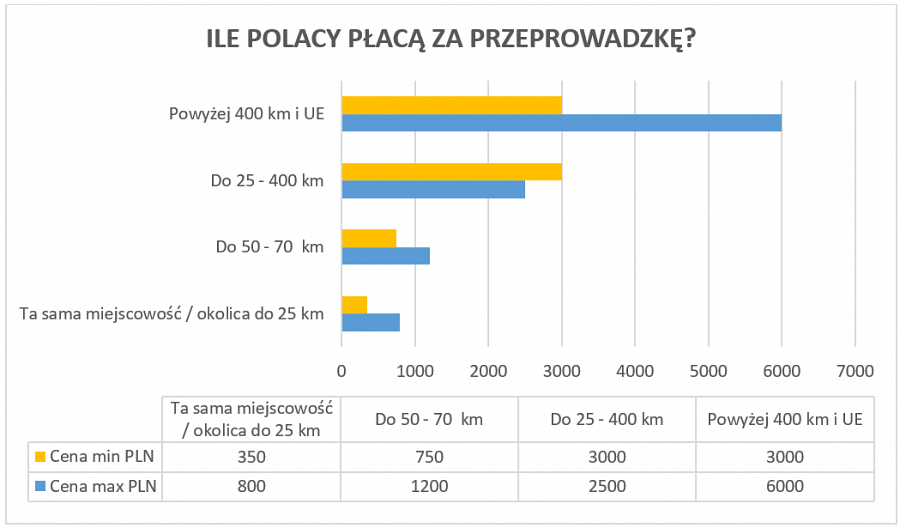 ILE POLACY PŁACĄ ZA PRZEPROWADZKĘ?
Powyżej 400 km i UE
Do 25 - 400 km
Do 50 - 70 km
Ta sama miejscowość / okolica do 25 km
0 1000 2000 3000 4000 5000 6000 7000
Ta sama miejscowość
/ okolica do 25 km
Do 50 - 70 km
Do 25 - 400 km
Powyżej 400 km i UE
Cena min PLN 350 750 3000 3000
Cena max PLN 800 1200 2500 6000